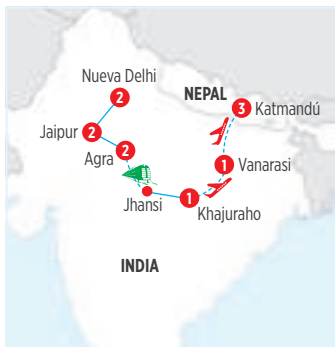 Nueva Delhi
2
NEPAL
3 Katmandú
Jaipur 2
2
Agra
1 Vanarasi
Jhansi
1
Khajuraho
INDIA